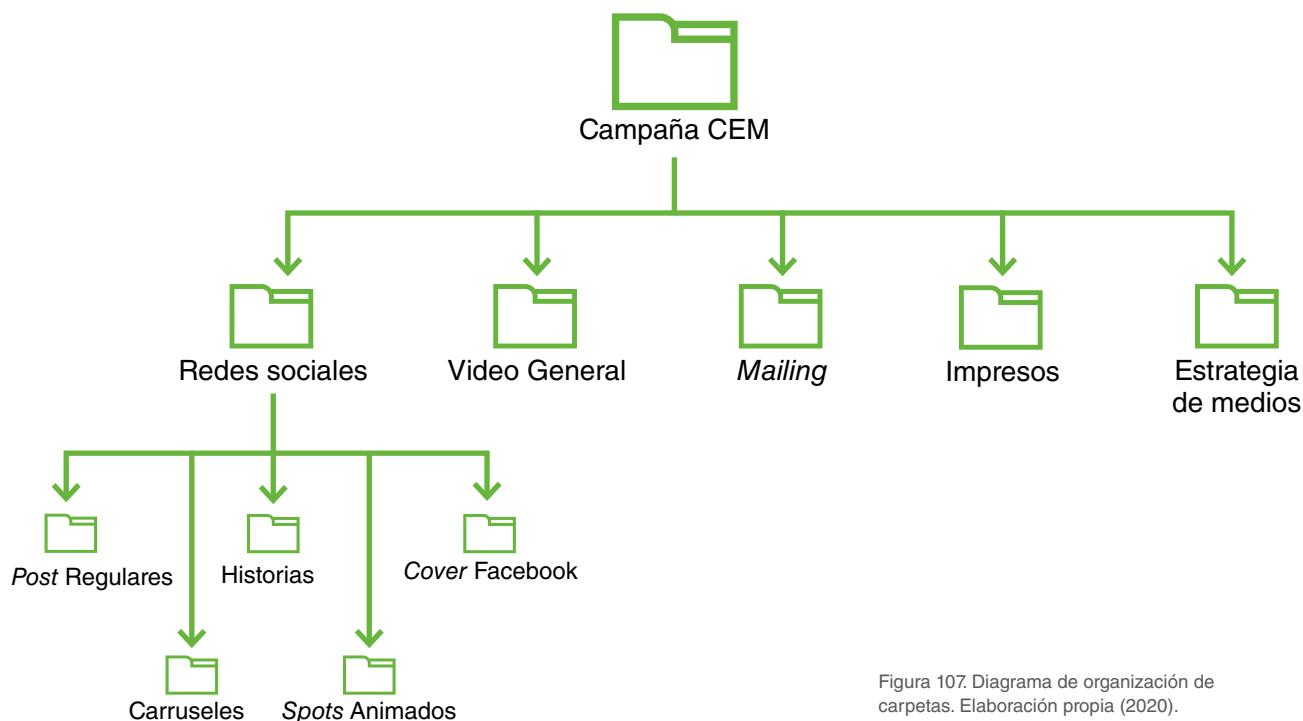 Campaña CEM
Redes sociales
Video General
Mailing
Impresos
Estrategia
de medios
Post Regulares
Historias
Cover Facebook
Carruseles
Spots Animados
Figura 107. Diagrama de organización de
carpetas. Elaboración propia (2020).